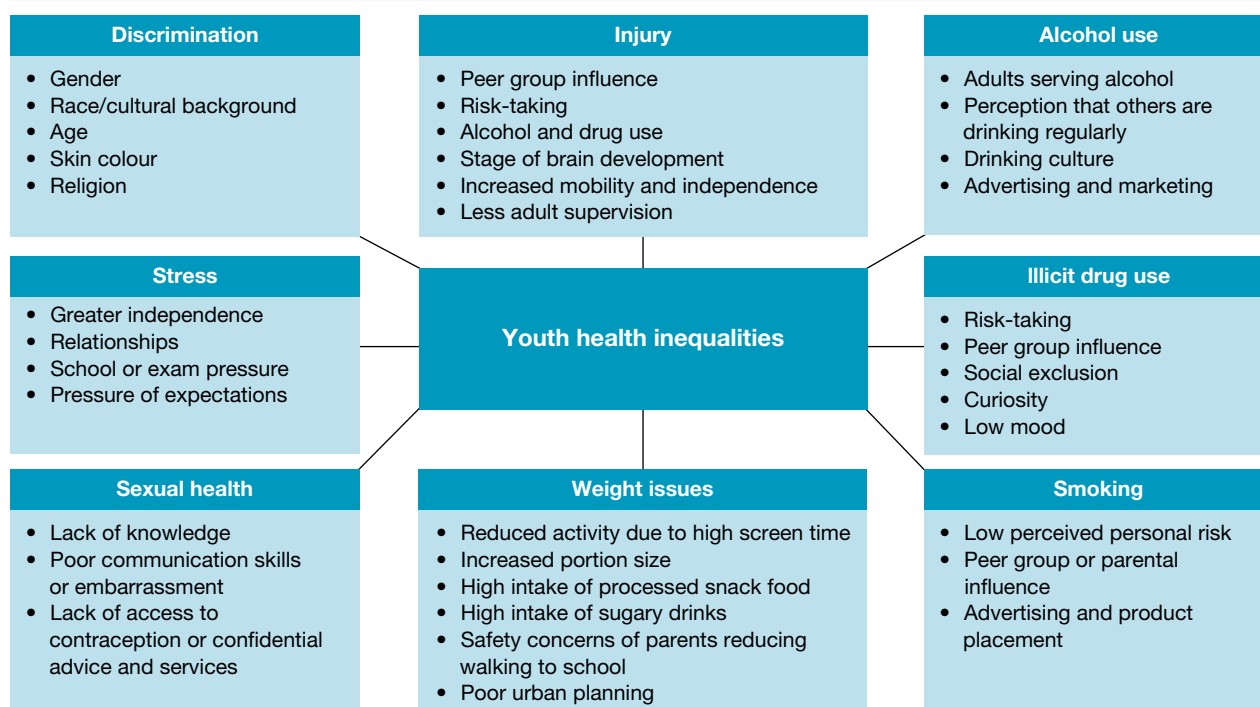 Discrimination
• Gender
• Race/cultural background
• Age
• Skin colour
• Religion
Injury
• Peer group influence
• Risk-taking
• Alcohol and drug use
• Stage of brain development
• Increased mobility and independence
• Less adult supervision
Alcohol use
• Adults serving alcohol
• Perception that others are
drinking regularly
• Drinking culture
• Advertising and marketing
Stress
• Greater independence
• Relationships
• School or exam pressure
• Pressure of expectations
Youth health inequalities
Illicit drug use
• Risk-taking
• Peer group influence
• Social exclusion
• Curiosity
• Low mood
Sexual health
• Lack of knowledge
• Poor communication skills
or embarrassment
• Lack of access to
contraception or confidential
advice and services
Weight issues
• Reduced activity due to high screen time
• Increased portion size
• High intake of processed snack food
• High intake of sugary drinks
• Safety concerns of parents reducing
walking to school
• Poor urban planning
Smoking
• Low perceived personal risk
• Peer group or parental
influence
• Advertising and product
placement